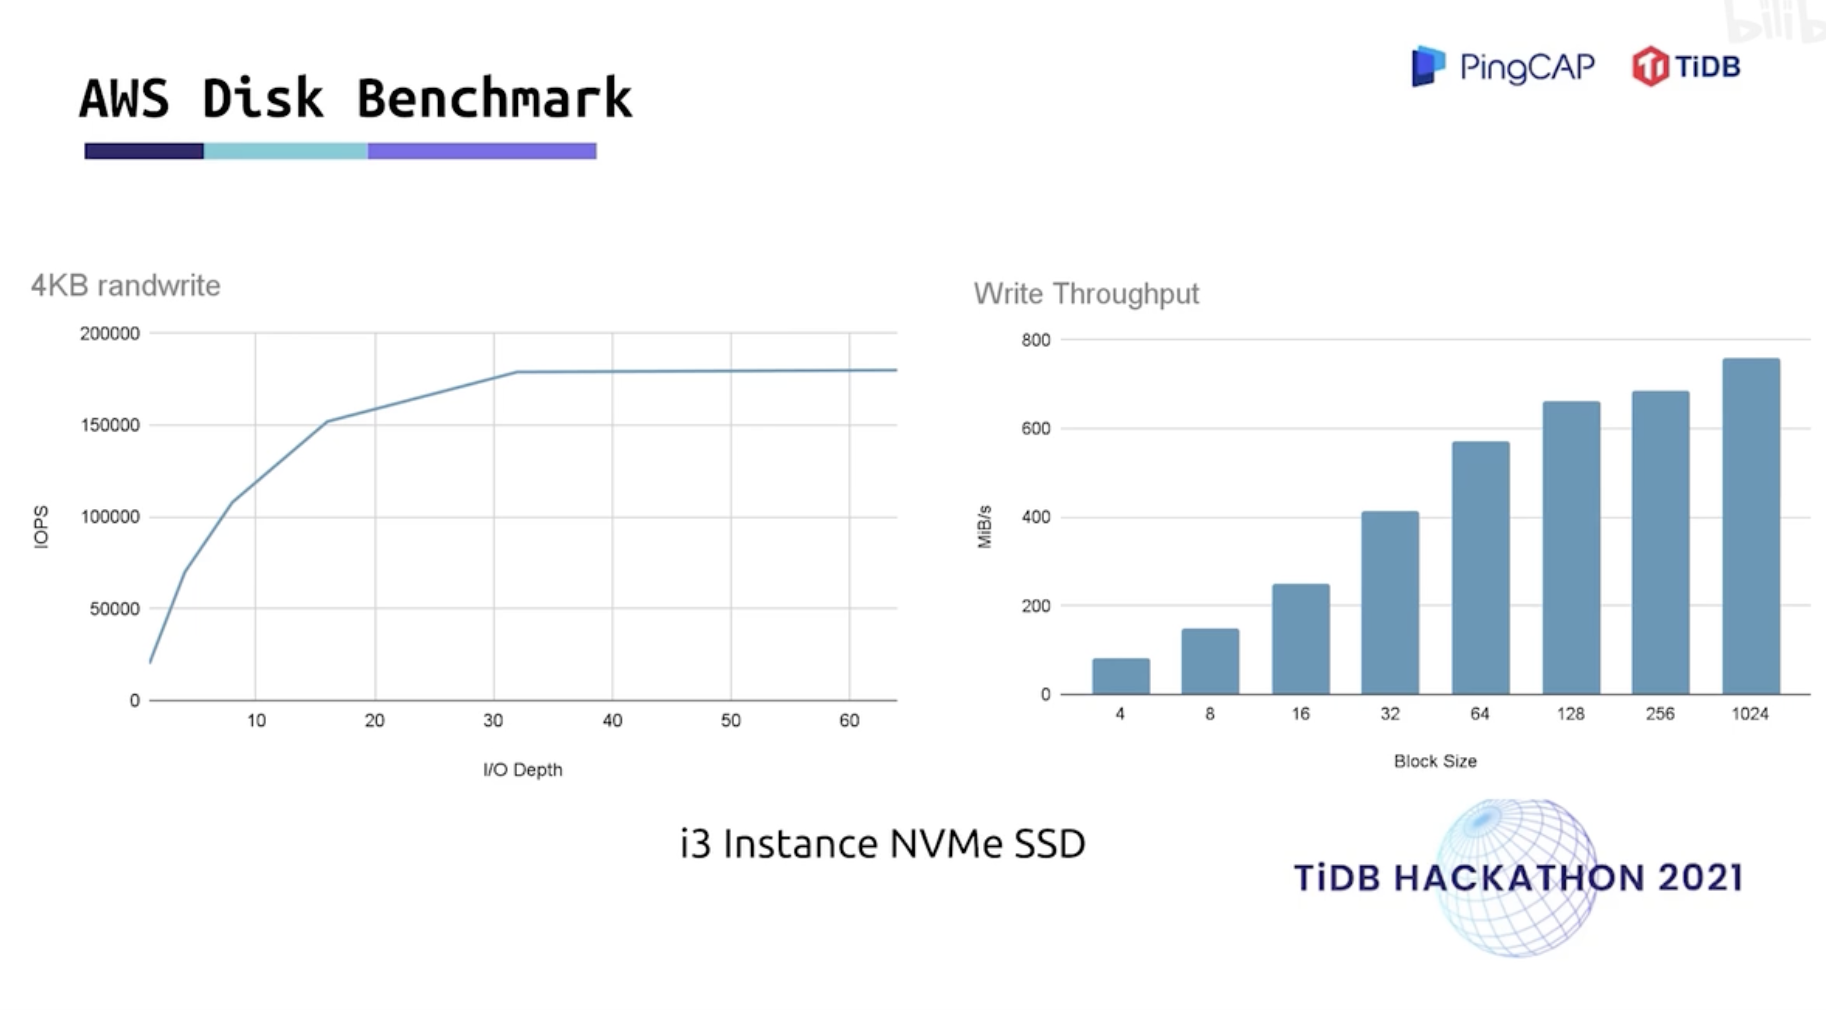 bilib
PingCAP TiDB
AWS Disk Benchmark
4KB randwrite
200000
150000
100000
50000
0
IOPS
10 20 30 40 50 60
I/O Depth
Write Throughput
800
600
400
200
0
MiB/s
4 8 16 32 64 128 256 1024
Block Size
i3 Instance NVMe SSD
TiDB HACKATHON 2021